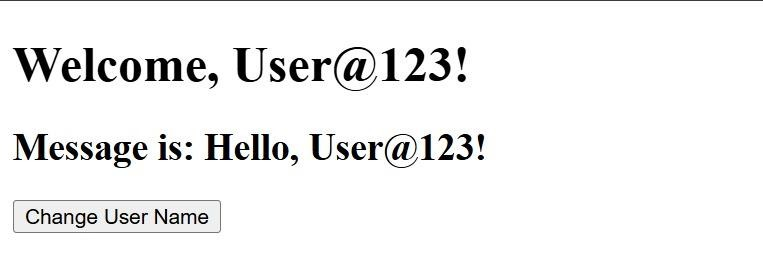 Welcome, User@123!
Message is: Hello, User@123!
Change User Name